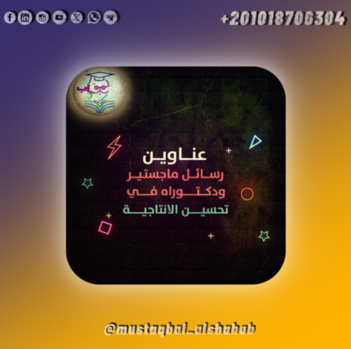 +201018706304
عناوين
رسائل ماجستير
ودكتوراه في
تحسين الانتاجية
@mustaqbal_alshabab